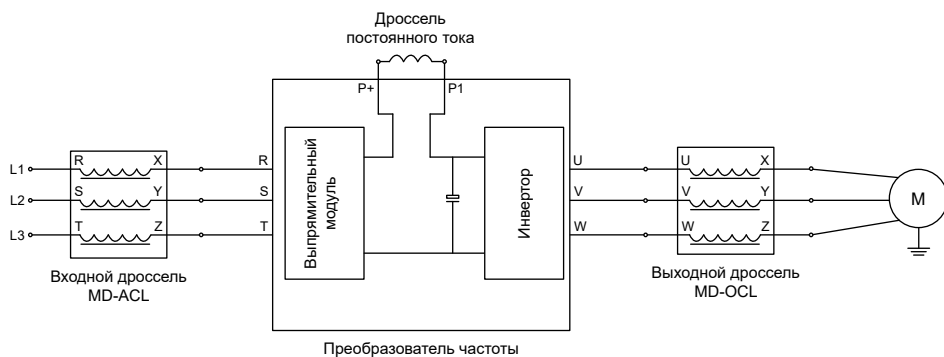 Дроссель
постоянного тока
P+ P1
L1 R X R U U X
L2 S Y S V V Y M
L3 T Z T W W Z
Выпрямительный
модуль
Инвертор
Входной дроссель
MD-ACL
Выходной дроссель
MD-OCL
Преобразователь частоты